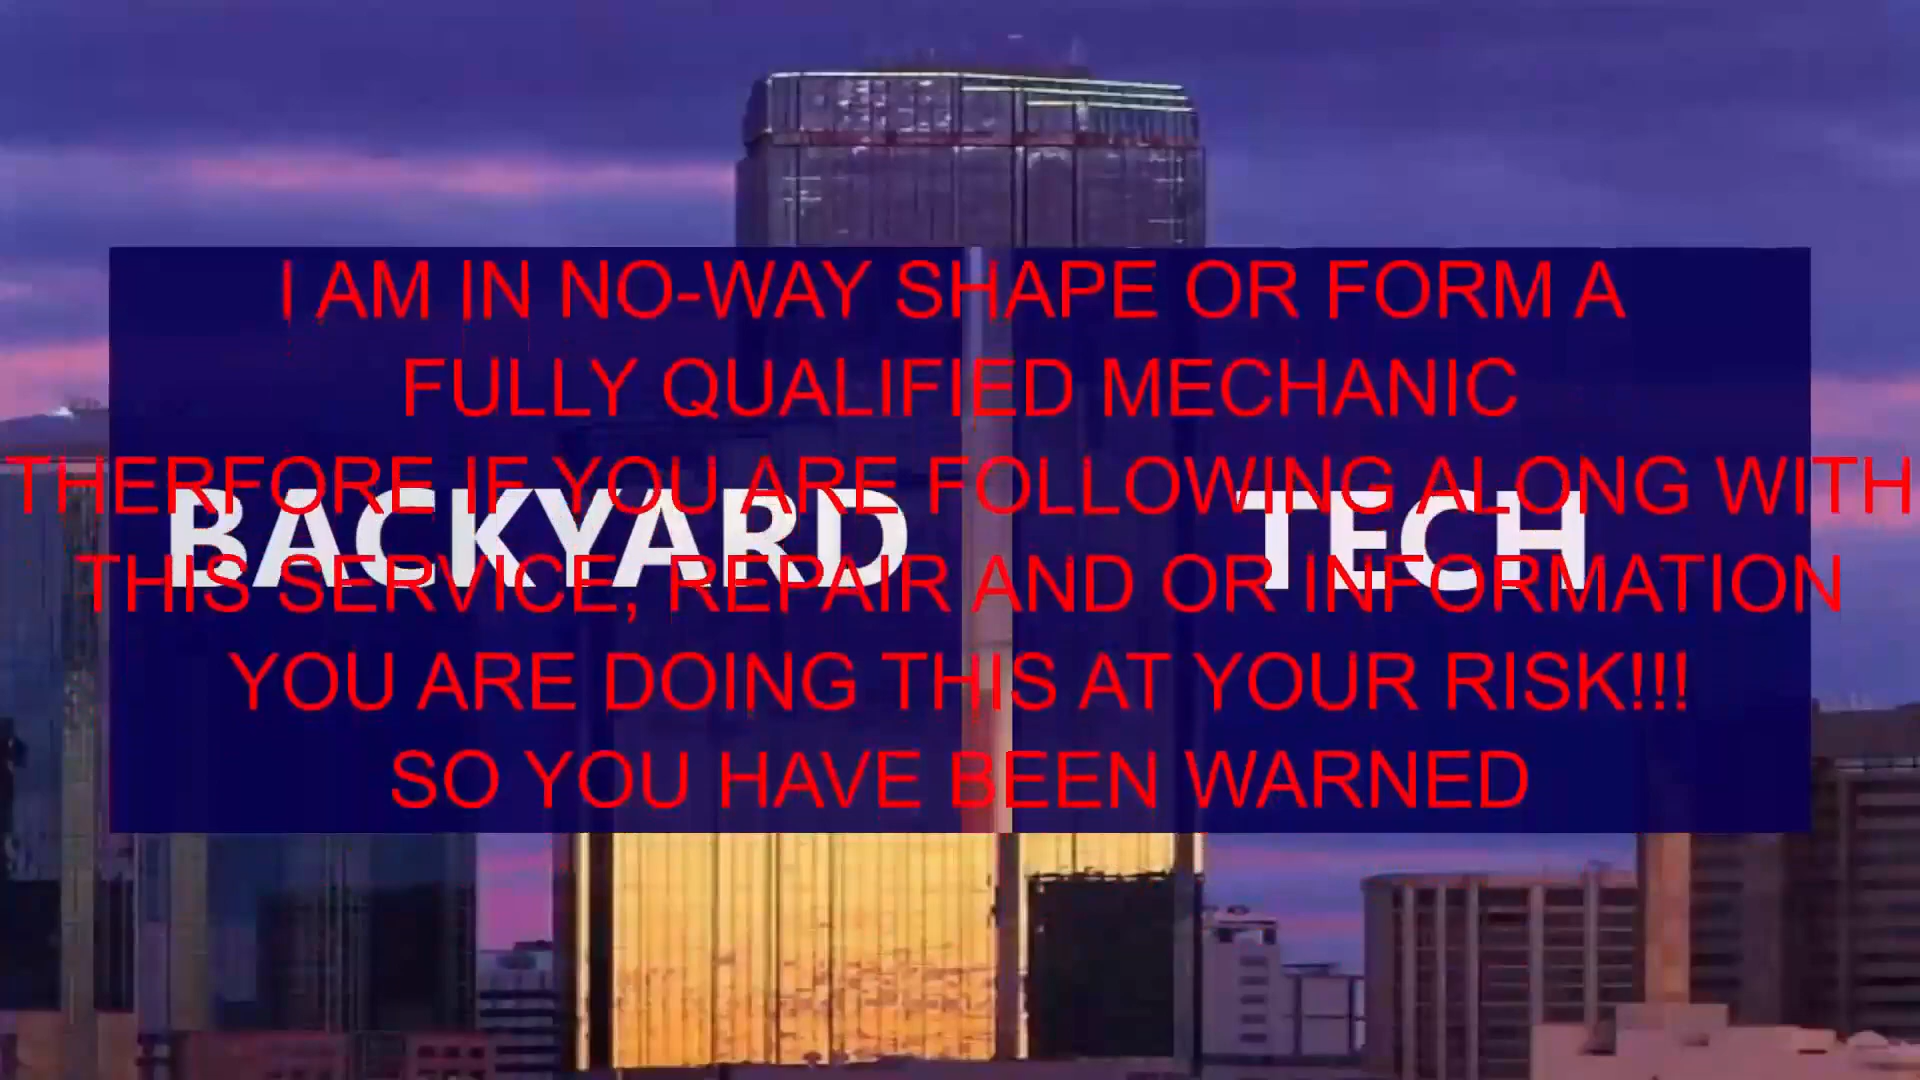 I AM IN NO-WAY SHAPE OR FORM A
FULLY QUALIFIED MECHANIC
THERFORE IF YOU ARE FOLLOWING ALONG WITH
BACKYARD TECH
THIS SERVICE, REPAIR AND OR INFORMATION
YOU ARE DOING THIS AT YOUR RISK!!!
SO YOU HAVE BEEN WARNED